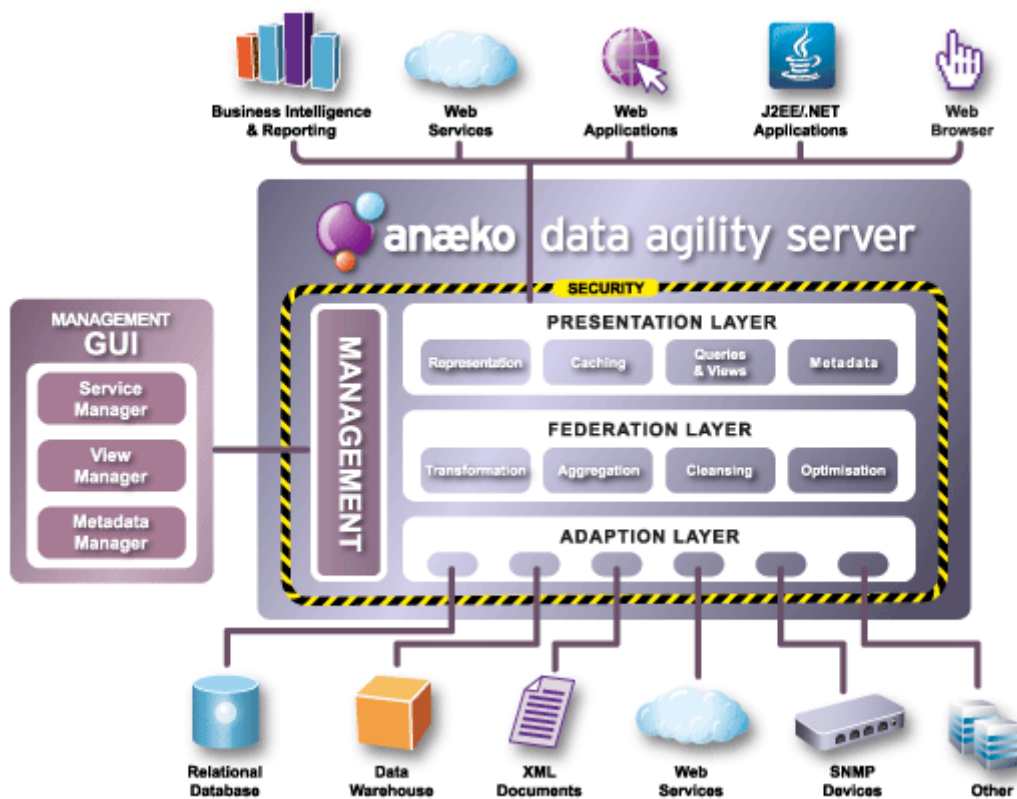 Business Intelligence
& Reporting
Web
Services
Web
Applications
J2EE/.NET
Applications
Web
Browser
anæko data agility server
SECURITY
MANAGEMENT
GUI
Service
Manager
View
Manager
Metadata
Manager
MANAGEMENT
PRESENTATION LAYER
Representation
Caching
Queries
& Views
Metadata
FEDERATION LAYER
Transformation
Aggregation
Cleansing
Optimisation
ADAPTION LAYER
Relational
Database
Data
Warehouse
XML
Documents
Web
Services
SNMP
Devices
Other